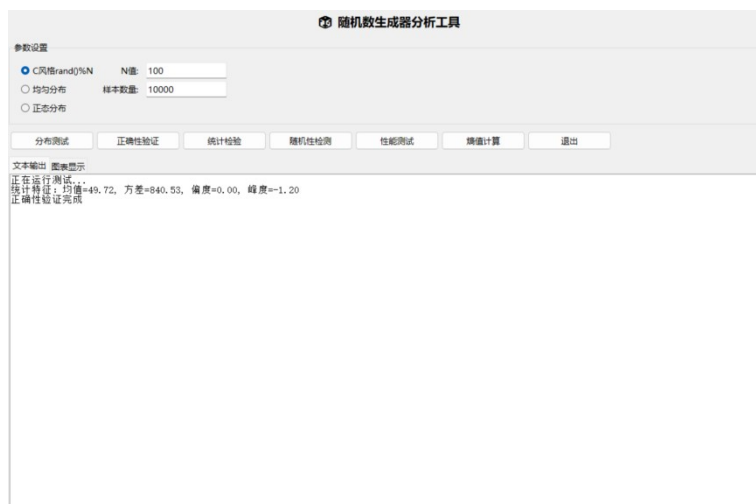 随机数生成器分析工具
参数设置
C风格rand()%N N值: 100
均匀分布 样本数量: 10000
正态分布
分布测试 正确性验证 统计检验 随机性检测 性能测试 熵值计算 退出
文本输出 图表显示
正在运行测试...
统计特征: 均值=49.72, 方差=840.53, 偏度=0.00, 峰度=-1.20
正确性验证完成